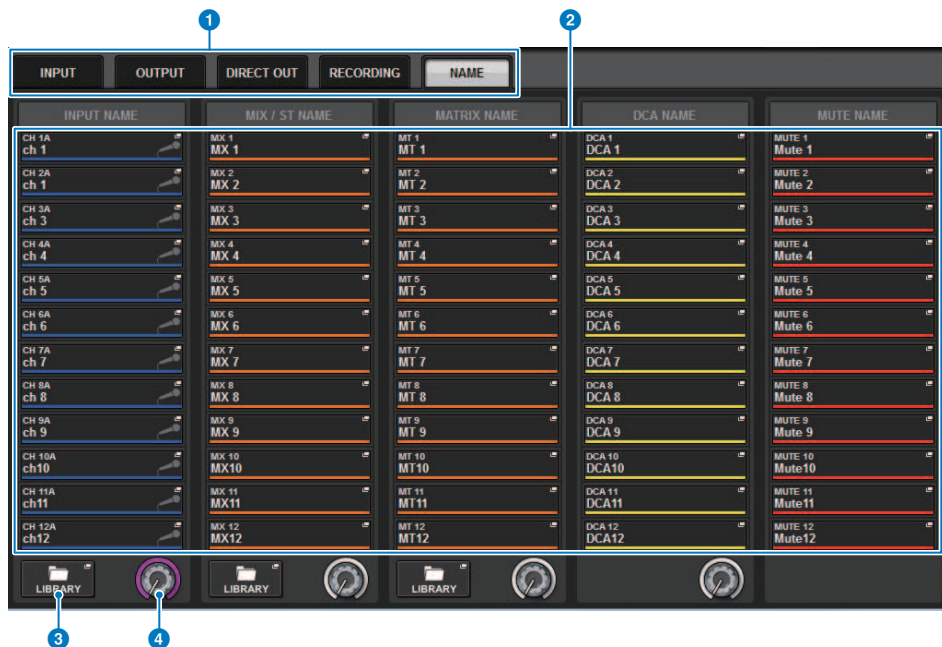 1
2
INPUT OUTPUT DIRECT OUT RECORDING NAME
INPUT NAME MIX / ST NAME MATRIX NAME DCA NAME MUTE NAME
CH 1A MX 1 MT 1 DCA 1 MUTE 1
ch 1 MX 1 MT 1 DCA 1 Mute 1
CH 2A MX 2 MT 2 DCA 2 MUTE 2
ch 1 MX 2 MT 2 DCA 2 Mute 2
CH 3A MX 3 MT 3 DCA 3 MUTE 3
ch 3 MX 3 MT 3 DCA 3 Mute 3
CH 4A MX 4 MT 4 DCA 4 MUTE 4
ch 4 MX 4 MT 4 DCA 4 Mute 4
CH 5A MX 5 MT 5 DCA 5 MUTE 5
ch 5 MX 5 MT 5 DCA 5 Mute 5
CH 6A MX 6 MT 6 DCA 6 MUTE 6
ch 6 MX 6 MT 6 DCA 6 Mute 6
CH 7A MX 7 MT 7 DCA 7 MUTE 7
ch 7 MX 7 MT 7 DCA 7 Mute 7
CH 8A MX 8 MT 8 DCA 8 MUTE 8
ch 8 MX 8 MT 8 DCA 8 Mute 8
CH 9A MX 9 MT 9 DCA 9 MUTE 9
ch 9 MX 9 MT 9 DCA 9 Mute 9
CH 10A MX 10 MT 10 DCA 10 MUTE 10
ch10 MX10 MT10 DCA10 Mute10
CH 11A MX 11 MT 11 DCA 11 MUTE 11
ch11 MX11 MT11 DCA11 Mute11
CH 12A MX 12 MT 12 DCA 12 MUTE 12
ch12 MX12 MT12 DCA12 Mute12
LIBRARY LIBRARY LIBRARY
3 4